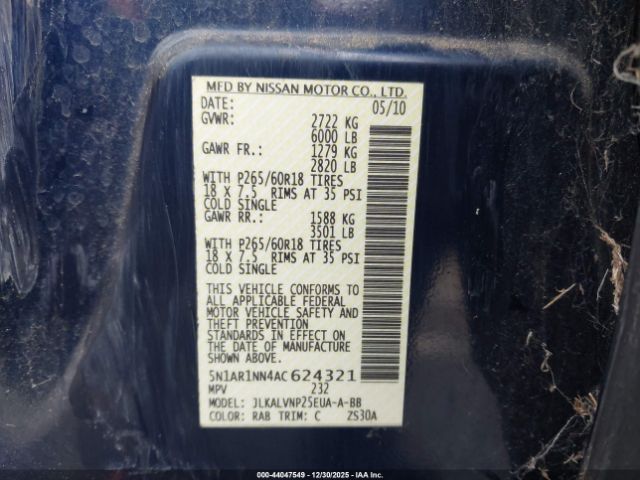 MFD BY NISSAN MOTOR CO., LTD.
DATE: 05/10
GVWR: 2722 KG
6000 LB
GAWR FR.: 1279 KG
2820 LB
WITH P265/60R18 TIRES
18 X 7.5 RIMS AT 35 PSI
COLD SINGLE
GAWR RR.: 1588 KG
3501 LB
WITH P265/60R18 TIRES
18 X 7.5 RIMS AT 35 PSI
COLD SINGLE
THIS VEHICLE CONFORMS TO
ALL APPLICABLE FEDERAL
MOTOR VEHICLE SAFETY AND
THEFT PREVENTION
STANDARDS IN EFFECT ON
THE DATE OF MANUFACTURE
SHOWN ABOVE.
5N1AR1NN4AC624321
MPV 232
MODEL: JLKALVNP25EUA-A-BB
COLOR: RAB TRIM: C ZS30A
000-44047549 - 12/30/2025 - IAAI.COM